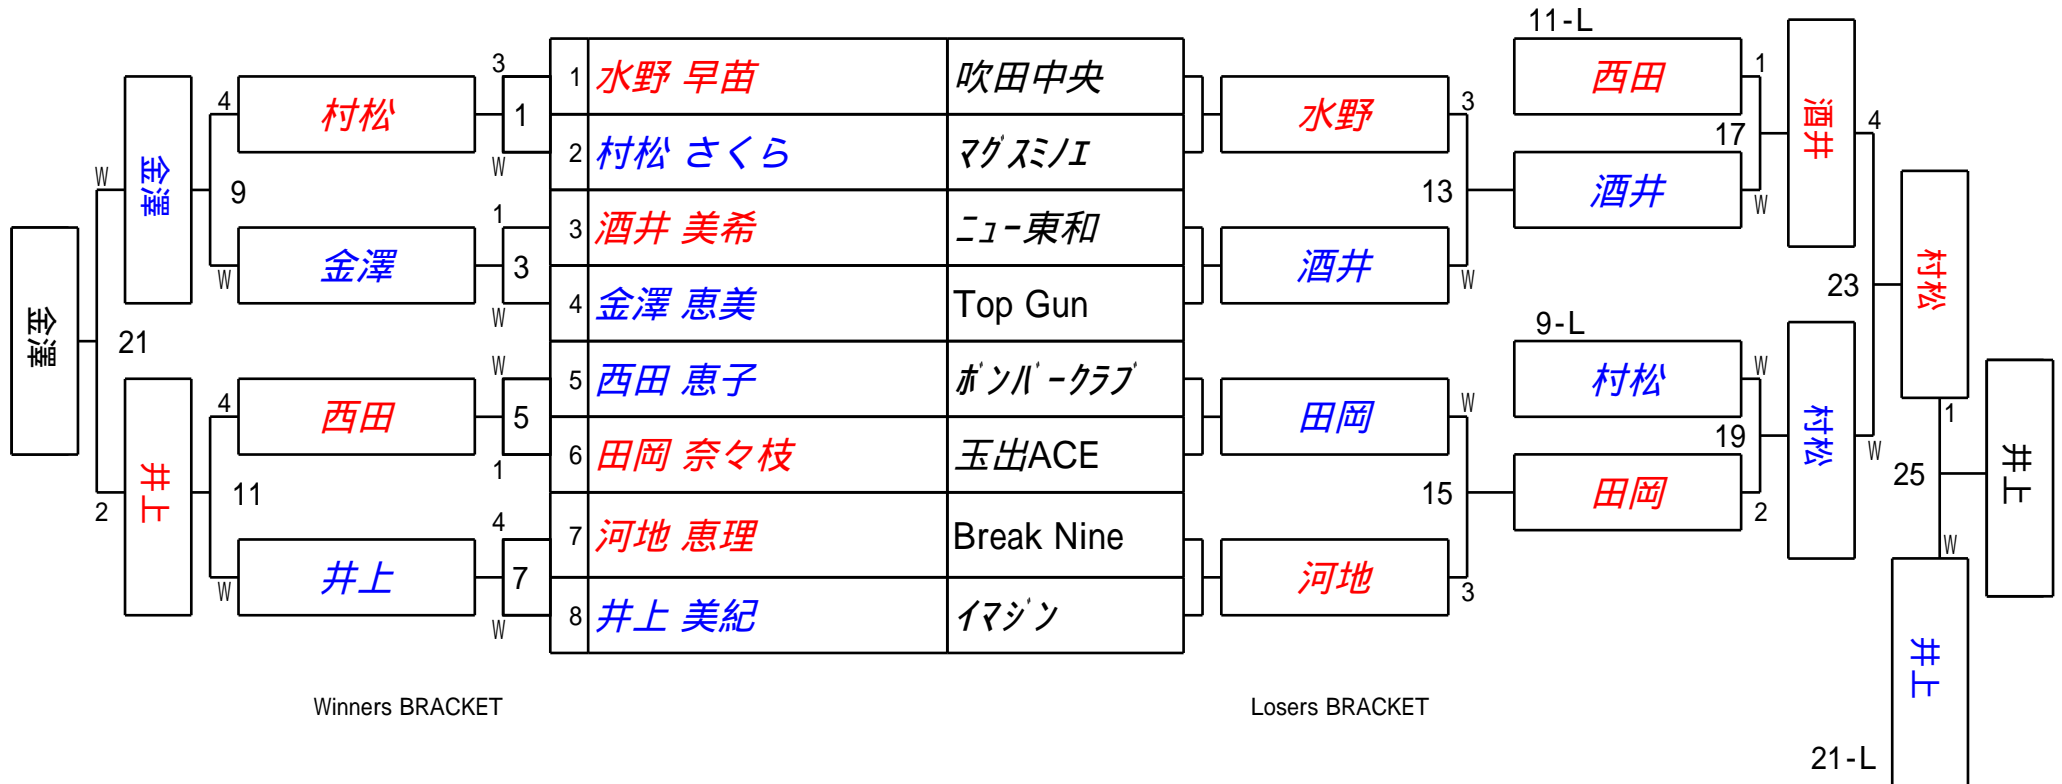 11-L
3
1 水野 早苗 吹田中央
西田
1
4
村松
1
水野
3
酒井
4
W
2 村松 さくら マグスミノエ
17
W
金澤
9
13
酒井
W
村松
1
3 酒井 美希 ニュー東和
金澤
3
酒井
23
W
W
4 金澤 恵美 Top Gun
W
金澤
21
9-L
W
5 西田 恵子 ボンバークラブ
村松
W
4
西田
5
田岡
W
村松
1
19
W
1
6 田岡 奈々枝 玉出ACE
井上
2
井上
11
15
田岡
2
25
4
7 河地 恵理 Break Nine
W
井上
7
河地
3
W
W
8 井上 美紀 イマジン
井上
Winners BRACKET
Losers BRACKET
21-L